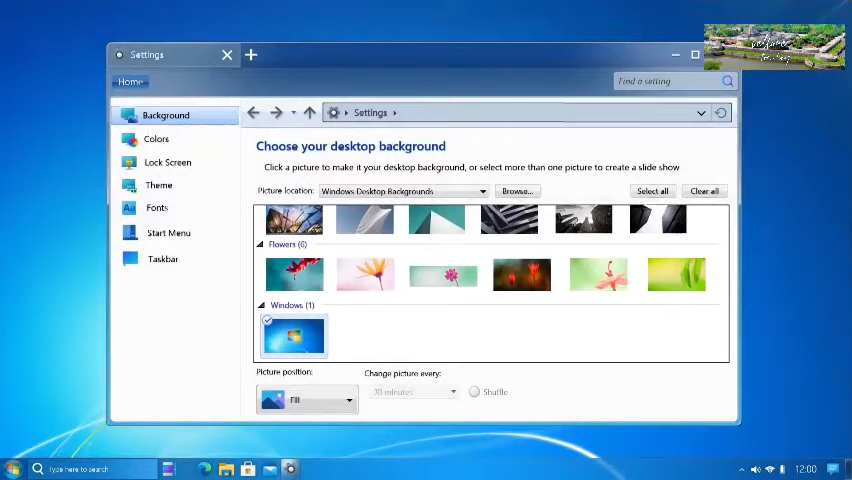 Settings
Home
Find a setting
Background
Colors
Lock Screen
Theme
Fonts
Start Menu
Taskbar
Settings
Choose your desktop background
Click a picture to make it your desktop background, or select more than one picture to create a slide show
Picture location:
Windows Desktop Backgrounds
Browse...
Select all
Clear all
Flowers (6)
Windows (1)
Picture position:
Fill
Change picture every:
30 minutes
Shuffle
Type here to search
12:00